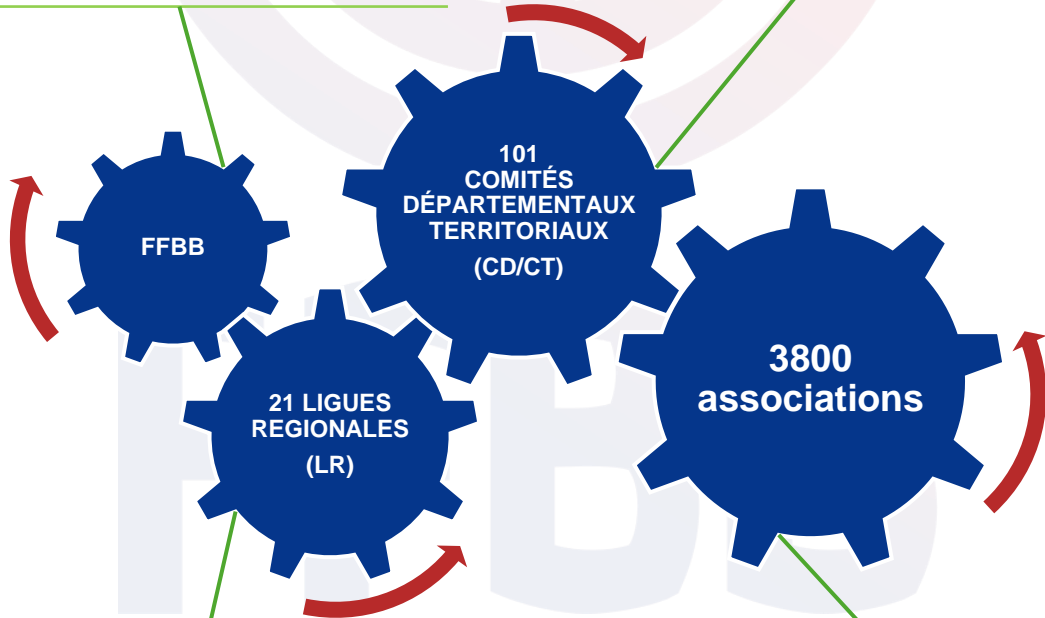 FFBB
101
COMITÉS
DÉPARTEMENTAUX
TERRITORIAUX
(CD/CT)
21 LIGUES
REGIONALES
(LR)
3800
associations